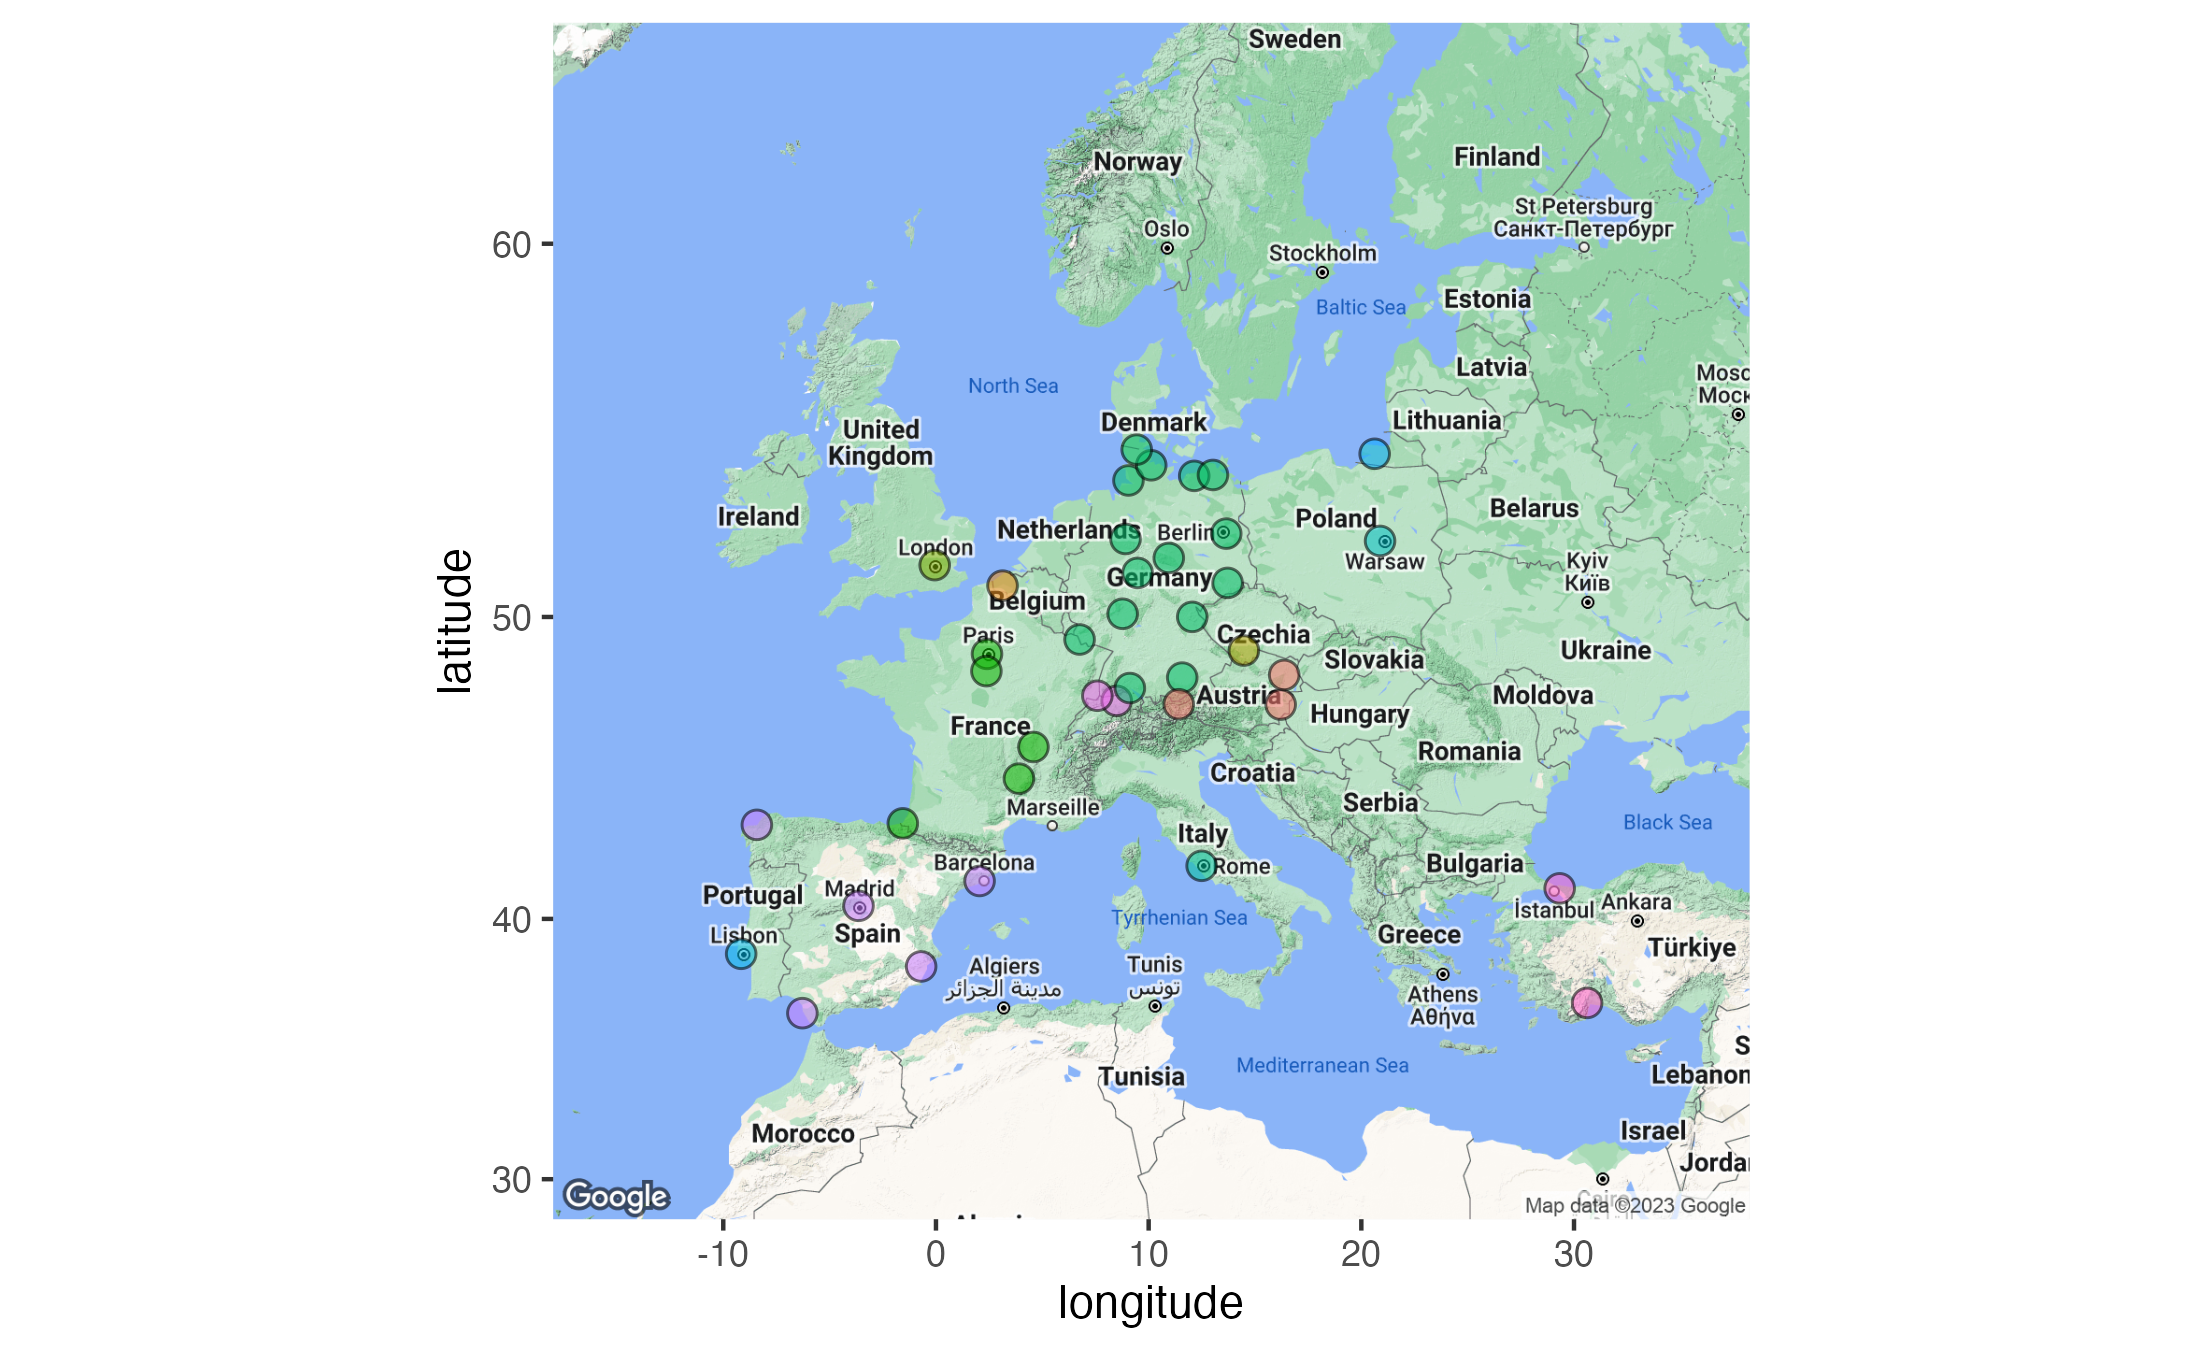 Sweden
Norway
Finland
St Petersburg
Санкт-Петербург
Oslo
Stockholm
60
Estonia
Baltic Sea
Latvia
Mosc
Моск
North Sea
Denmark
Lithuania
United
Kingdom
Ireland
Netherlands
Berlin
Poland
Belarus
London
Warsaw
Kyiv
Київ
Germany
Belgium
50
latitude
Paris
Czechia
Slovakia
Ukraine
Austria
Hungary
Moldova
France
Romania
Croatia
Marseille
Serbia
Italy
Black Sea
Barcelona
Rome
Bulgaria
Portugal
Madrid
İstanbul
Ankara
40
Tyrrhenian Sea
Lisbon
Spain
Greece
Türkiye
Algiers
مدينة الجزائر
Tunis
تونس
Athens
Αθήνα
S
Mediterranean Sea
Tunisia
Lebanon
Morocco
Israel
Jorda
30
Google
Cairo
Map data ©2023 Google
-10
0
10
20
30
longitude